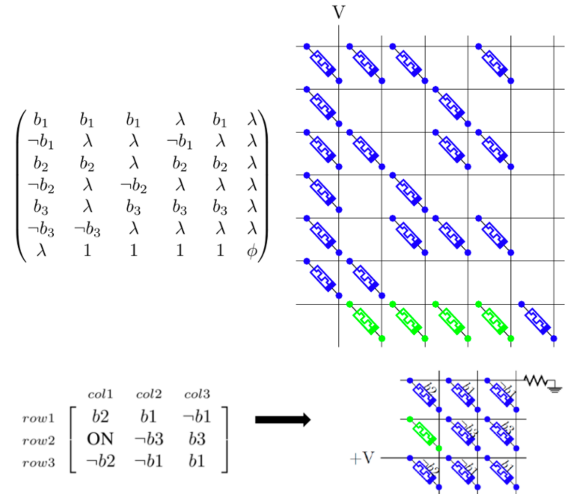 V
b₁ b₁ b₁ λ b₁ λ
¬b₁ λ λ ¬b₁ λ λ
b₂ b₂ λ b₂ b₂ λ
¬b₂ λ ¬b₂ λ λ λ
b₃ λ b₃ b₃ b₃ λ
¬b₃ ¬b₃ λ λ λ λ
λ 1 1 1 1 ϕ
col1 col2 col3
row1 b2 b1 ¬b1
row2 ON ¬b3 b3
row3 ¬b2 ¬b1 b1
+V